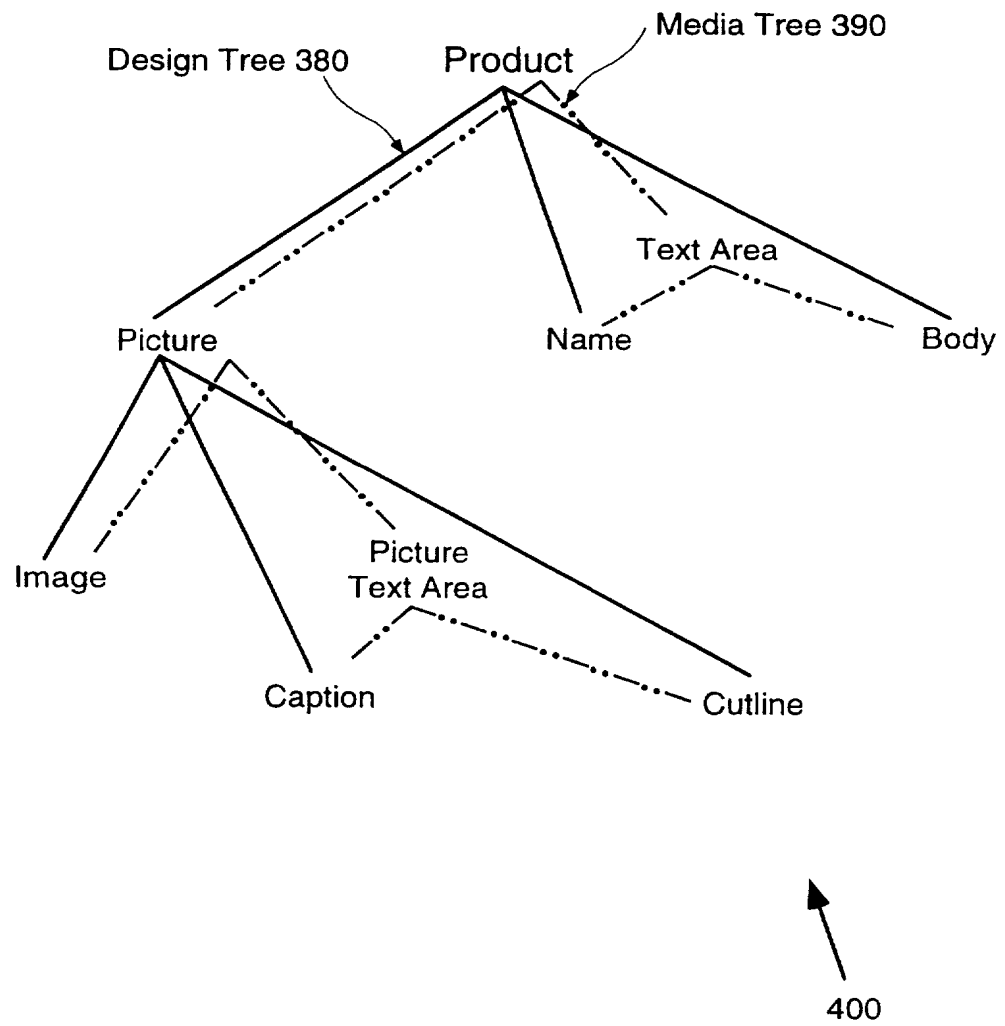 Media Tree 390
Design Tree 380
Product
Text Area
Picture
Name
Body
Image
Picture
Text Area
Caption
Cutline
400